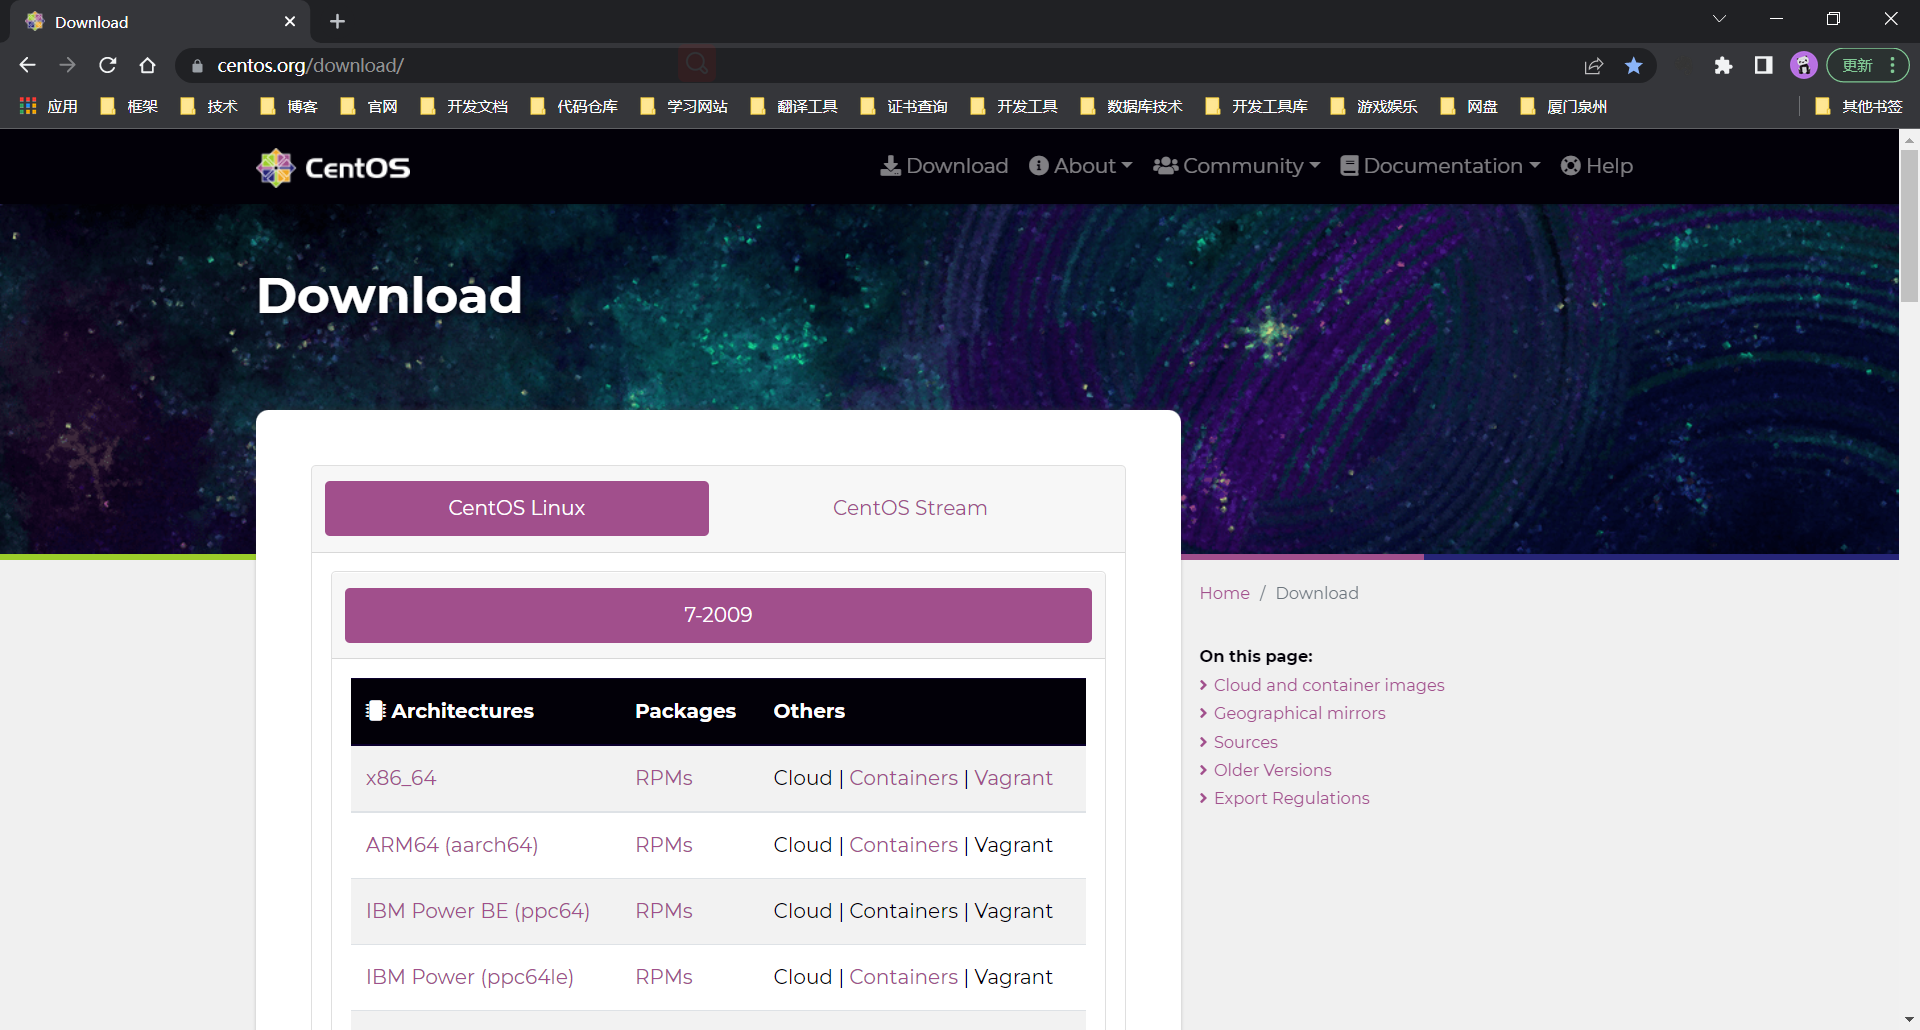 Download
centos.org/download/
更新
应用 框架 技术 博客 官网 开发文档 代码仓库 学习网站 翻译工具 证书查询 开发工具 数据库技术 开发工具库 游戏娱乐 网盘 厦门泉州 其他书签
CentOS Download About Community Documentation Help
Download
CentOS Linux CentOS Stream
7-2009
Architectures Packages Others
x86_64 RPMs Cloud | Containers | Vagrant
ARM64 (aarch64) RPMs Cloud | Containers | Vagrant
IBM Power BE (ppc64) RPMs Cloud | Containers | Vagrant
IBM Power (ppc64le) RPMs Cloud | Containers | Vagrant
Home / Download
On this page:
Cloud and container images
Geographical mirrors
Sources
Older Versions
Export Regulations